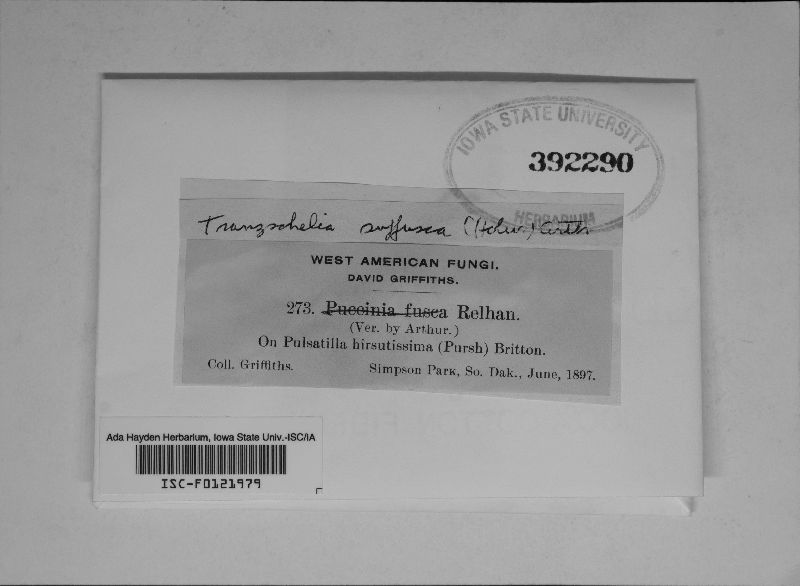 IOWA STATE UNIVERSITY
392290
HERBARIUM
Tranzschelia suffusca (Holw.) Arth
WEST AMERICAN FUNGI.
DAVID GRIFFITHS.
273. Puccinia fusca Relhan.
(Ver. by Arthur.)
On Pulsatilla hirsutissima (Pursh) Britton.
Coll. Griffiths. Simpson Park, So. Dak., June, 1897.
Ada Hayden Herbarium, Iowa State Univ.-ISC/IA
ISC-F0121979